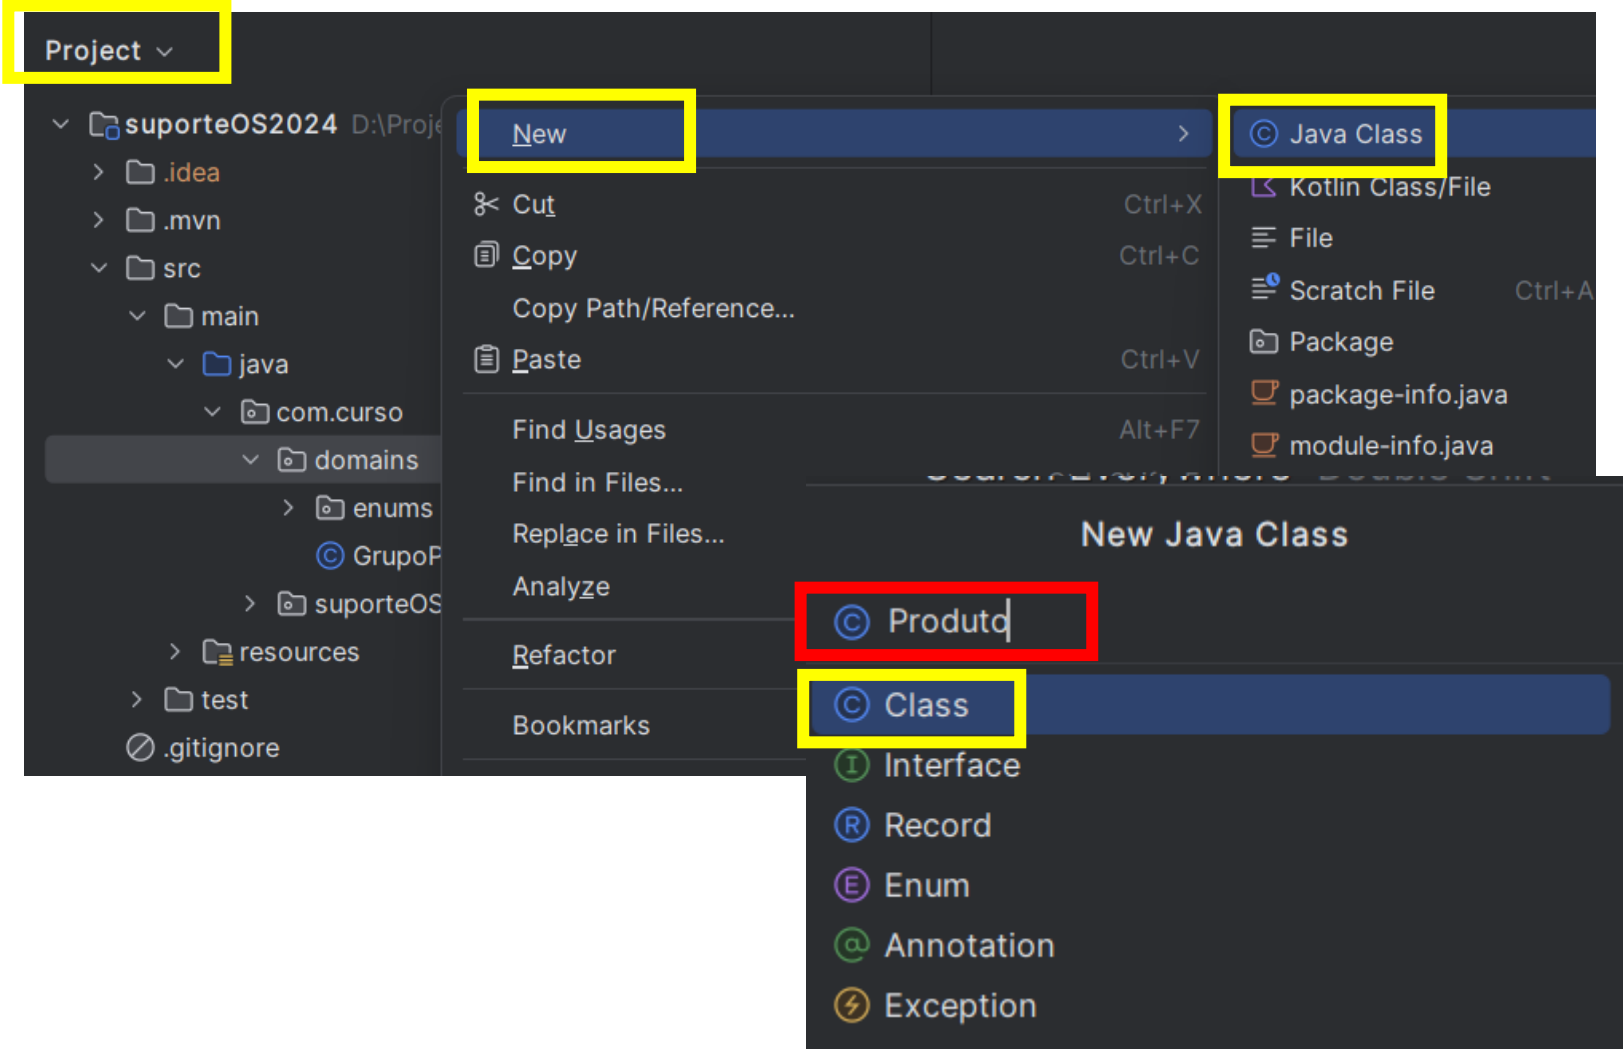 Project
suporteOS2024 D:\Proje
.idea
.mvn
src
main
java
com.curso
domains
enums
GrupoP
suporteOS
resources
test
.gitignore
New
Cut Ctrl+X
Copy Ctrl+C
Copy Path/Reference...
Paste Ctrl+V
Find Usages Alt+F7
Find in Files...
Replace in Files...
Analyze
Refactor
Bookmarks
Java Class
Kotlin Class/File
File
Scratch File Ctrl+A
Package
package-info.java
module-info.java
New Java Class
Produto
Class
Interface
Record
Enum
Annotation
Exception